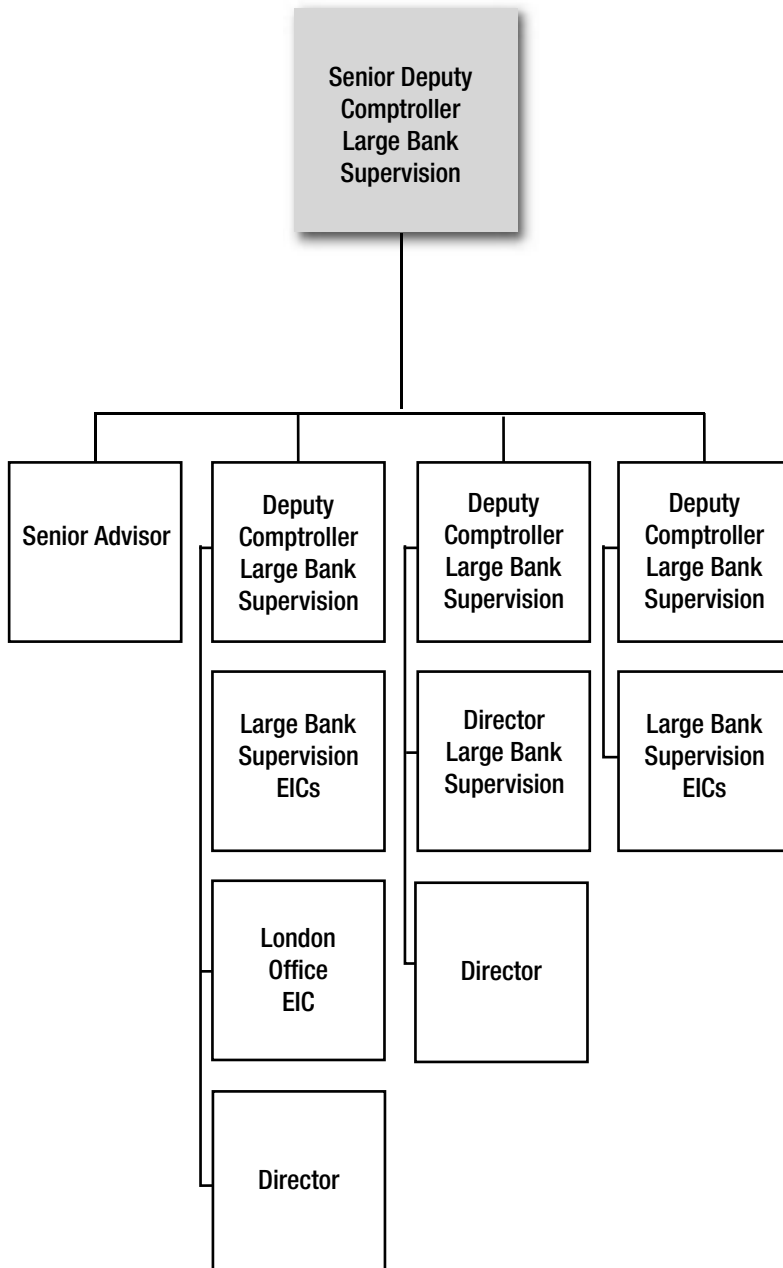 Senior Deputy
Comptroller
Large Bank
Supervision
Senior Advisor
Deputy
Comptroller
Large Bank
Supervision
Large Bank
Supervision
EICs
London
Office
EIC
Director
Deputy
Comptroller
Large Bank
Supervision
Director
Large Bank
Supervision
Director
Deputy
Comptroller
Large Bank
Supervision
Large Bank
Supervision
EICs